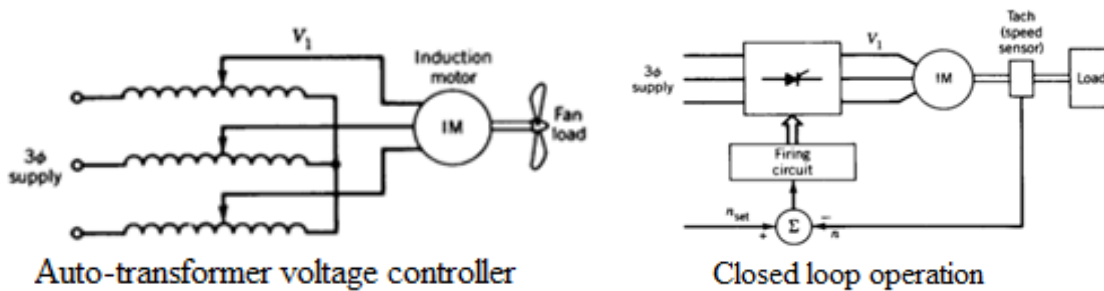 V₁
Induction
motor
IM
Fan
load
3ϕ
supply
Auto-transformer voltage controller
Tach
(speed
sensor)
V₁
3ϕ
supply
IM
Load
Firing
circuit
nset
+
Σ
−
n
Closed loop operation